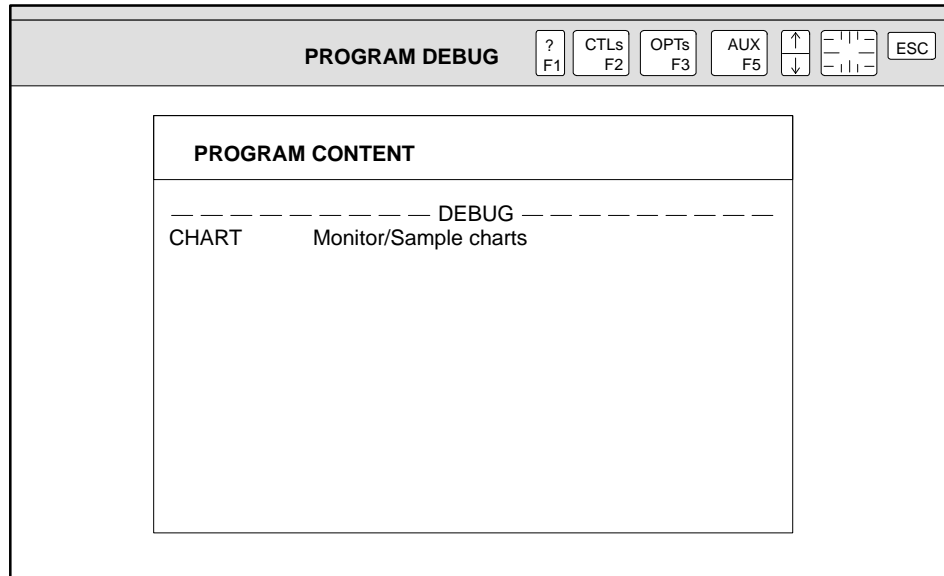 PROGRAM DEBUG
? F1
CTLs F2
OPTs F3
AUX F5
ESC
PROGRAM CONTENT
DEBUG
CHART Monitor/Sample charts